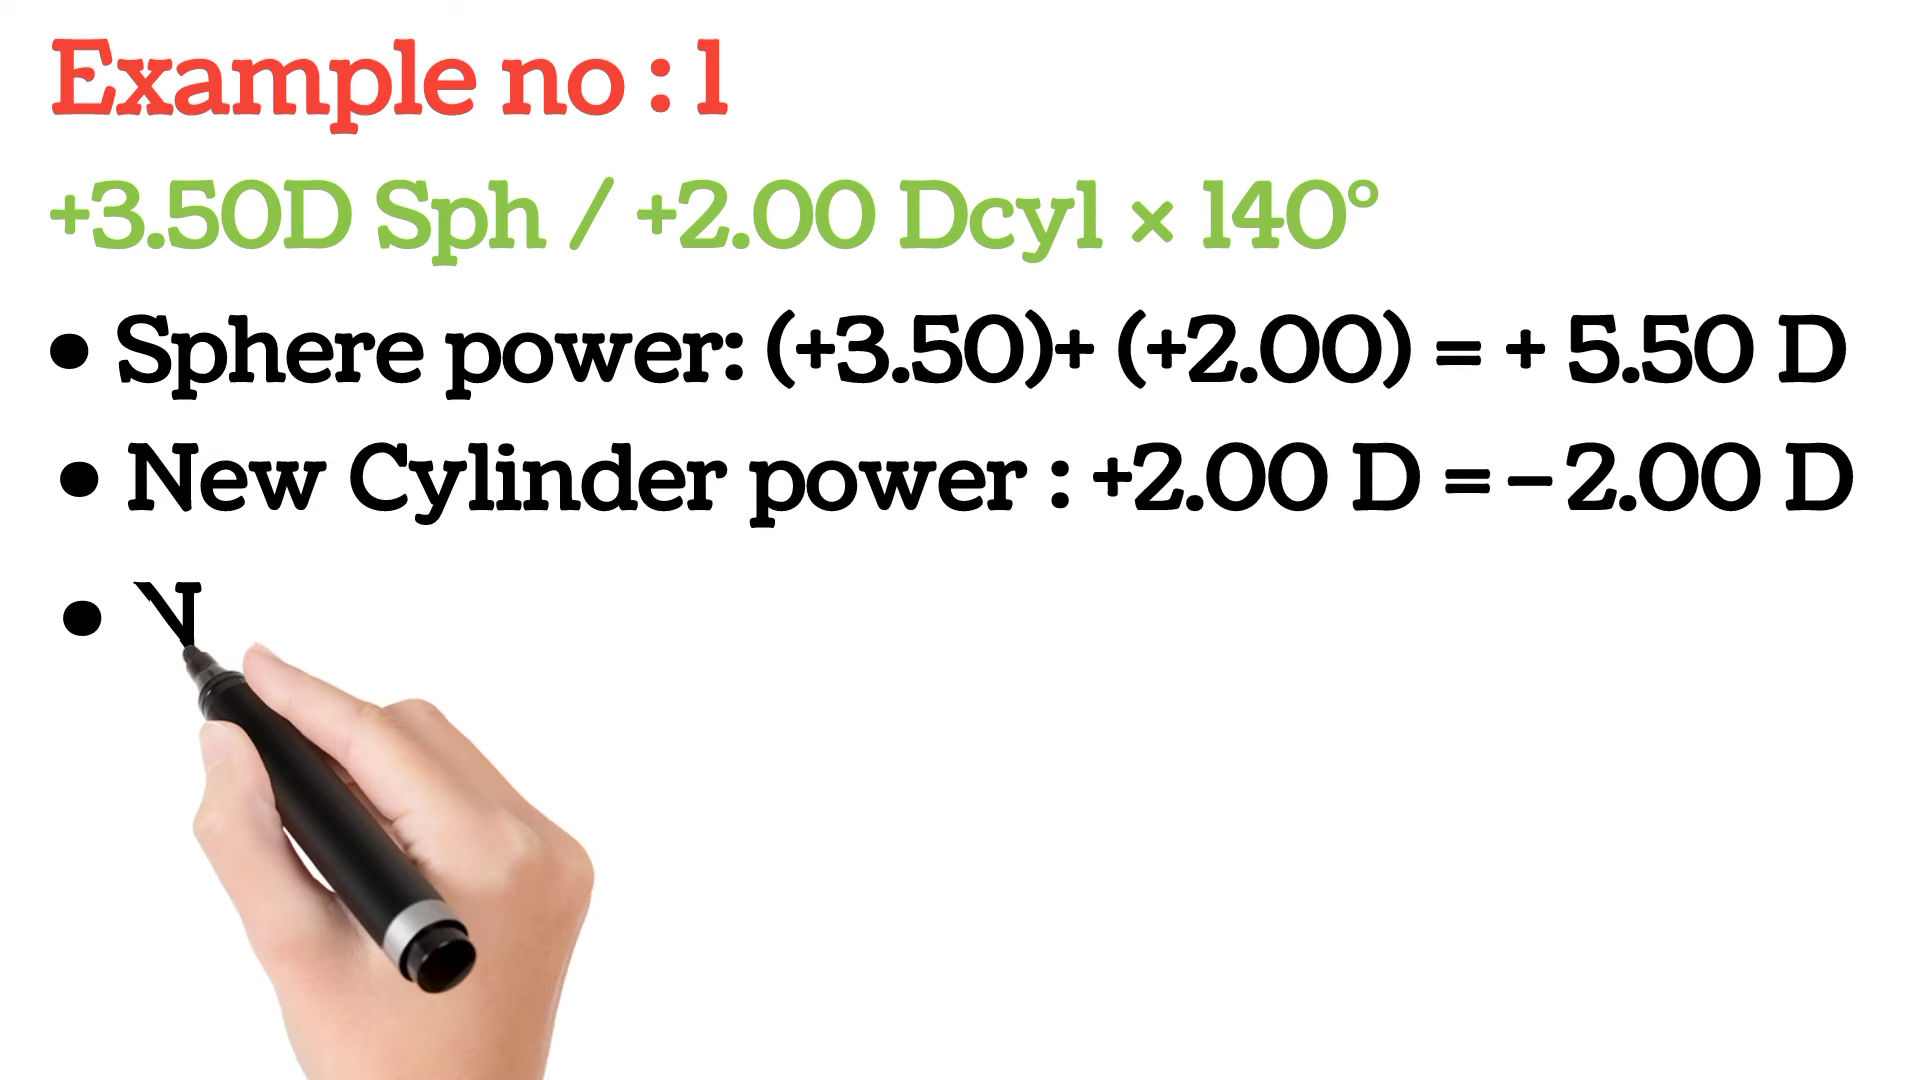 Example no : 1
+3.50D Sph / +2.00 Dcyl × 140°
• Sphere power: (+3.50)+ (+2.00) = + 5.50 D
• New Cylinder power : +2.00 D = – 2.00 D
•